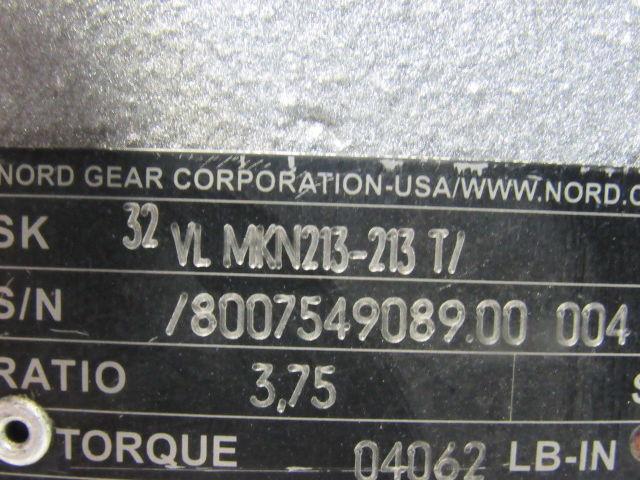 NORD GEAR CORPORATION-USA/WWW.NORD.C
SK 32 VL MKN213-213 T/
S/N /8007549089.00 004
RATIO 3,75 S
TORQUE 04062 LB-IN